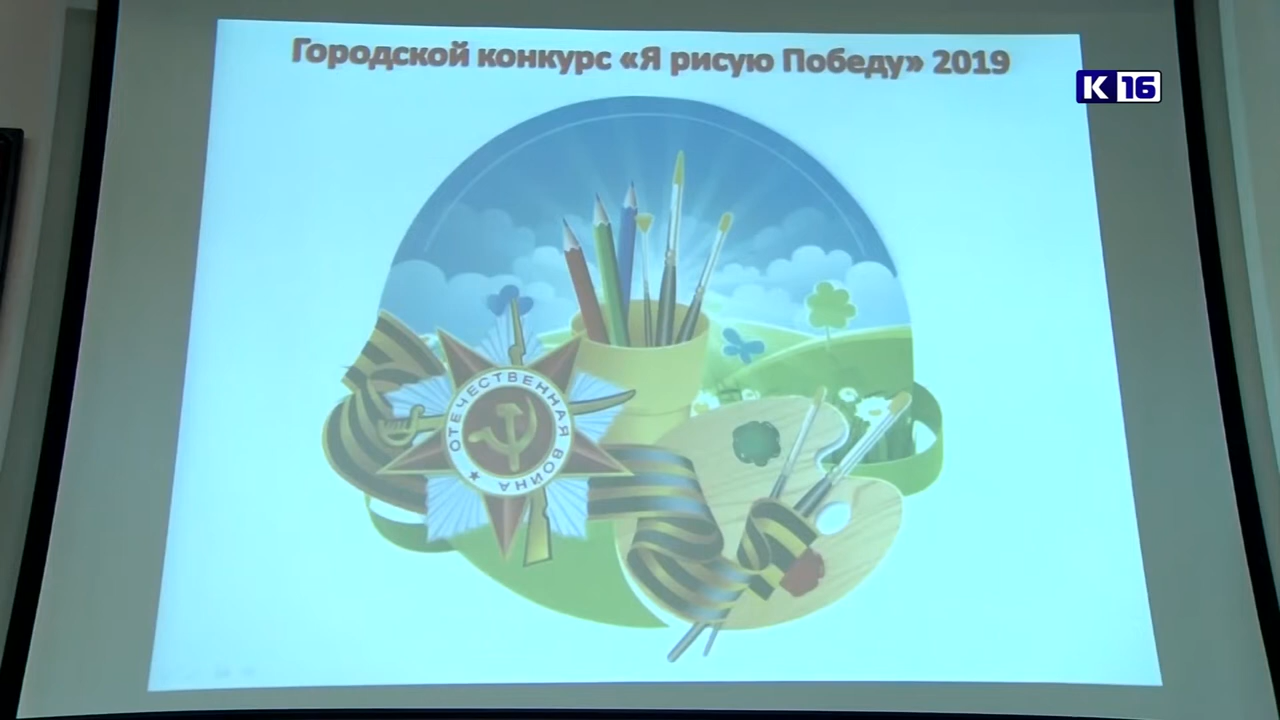 Городской конкурс «Я рисую Победу» 2019
К 16
ОТЕЧЕСТВЕННАЯ ВОЙНА